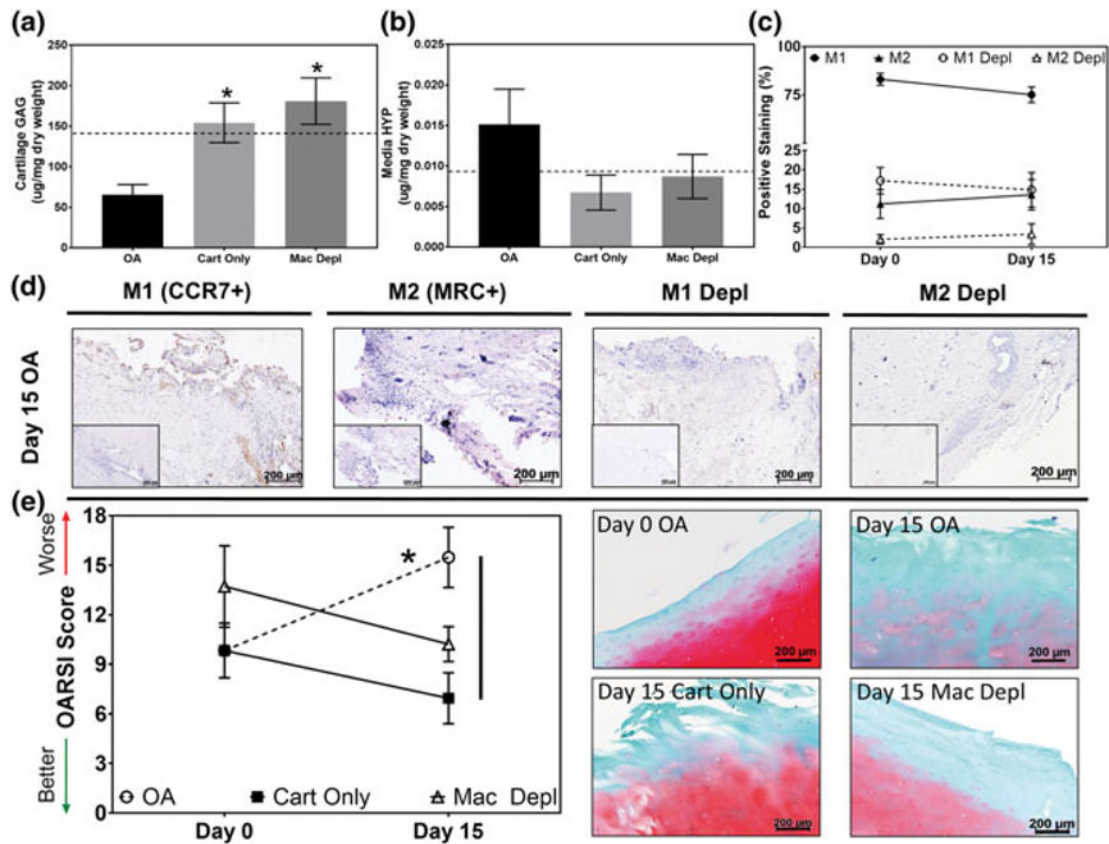 (a)
250
200
150
100
50
0
Cartilage GAG
(ug/mg dry weight)
*
*
OA
Cart Only
Mac Depl
(b)
0.025
0.020
0.015
0.010
0.005
0.000
Media HYP
(ug/mg dry weight)
OA
Cart Only
Mac Depl
(c)
100
75
25
20
15
10
5
0
Positive Staining (%)
M1
M2
M1 Depl
M2 Depl
Day 0
Day 15
(d)
M1 (CCR7+)
M2 (MRC+)
M1 Depl
M2 Depl
Day 15 OA
200 μm
200 μm
200 μm
200 μm
(e)
Worse
Better
OARSI Score
18
15
12
9
6
3
0
*
OA
Cart Only
Mac Depl
Day 0
Day 15
Day 0 OA
200 μm
Day 15 OA
200 μm
Day 15 Cart Only
200 μm
Day 15 Mac Depl
200 μm